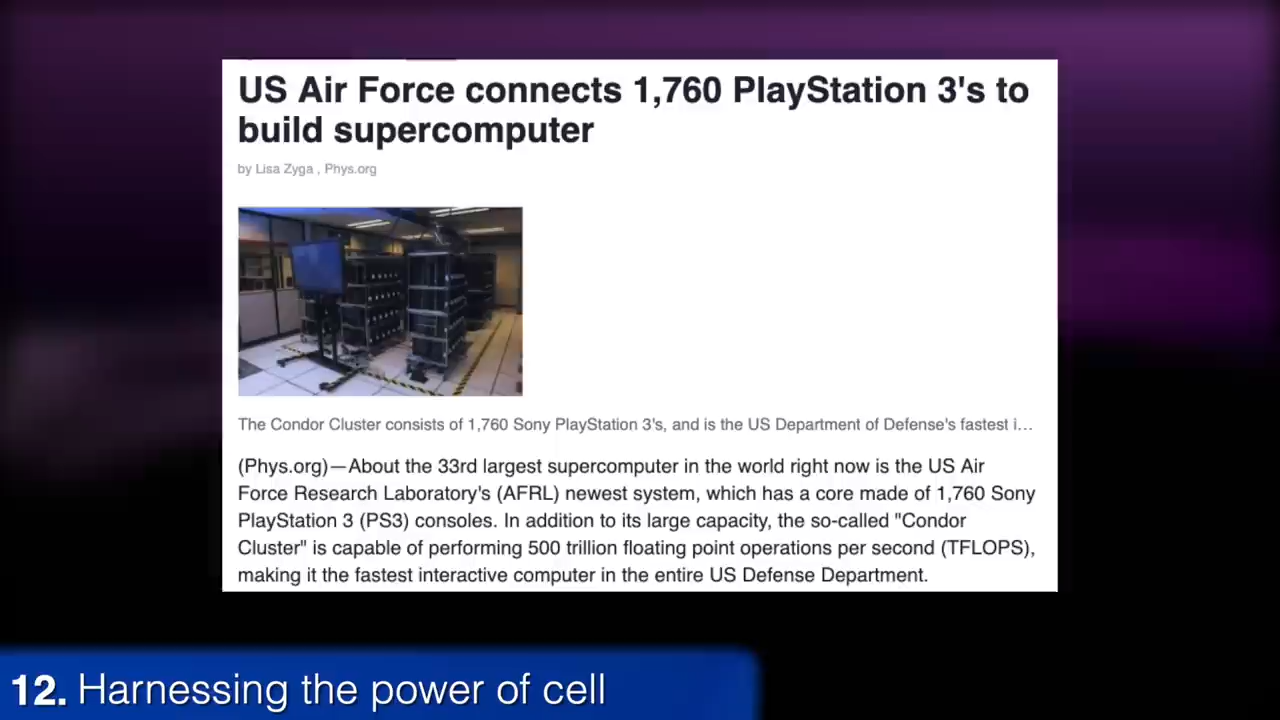 US Air Force connects 1,760 PlayStation 3's to
build supercomputer
by Lisa Zyga , Phys.org
The Condor Cluster consists of 1,760 Sony PlayStation 3's, and is the US Department of Defense's fastest i...
(Phys.org)—About the 33rd largest supercomputer in the world right now is the US Air
Force Research Laboratory's (AFRL) newest system, which has a core made of 1,760 Sony
PlayStation 3 (PS3) consoles. In addition to its large capacity, the so-called "Condor
Cluster" is capable of performing 500 trillion floating point operations per second (TFLOPS),
making it the fastest interactive computer in the entire US Defense Department.
12. Harnessing the power of cell